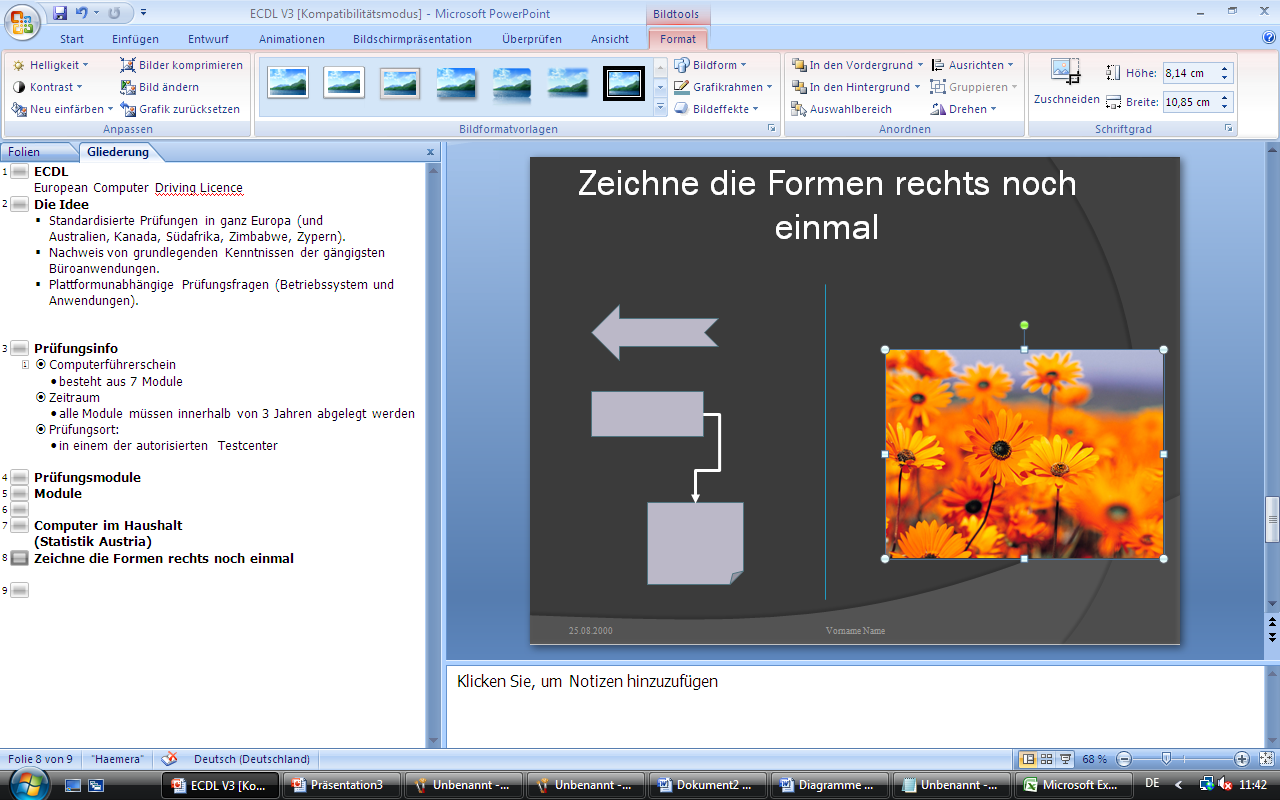 ECDL V3 [Kompatibilitätsmodus] - Microsoft PowerPoint
Bildtools
Start Einfügen Entwurf Animationen Bildschirmpräsentation Überprüfen Ansicht Format
Helligkeit Bilder komprimieren
Kontrast Bild ändern
Neu einfärben Grafik zurücksetzen
Anpassen
Bildform
Grafikrahmen
Bildeffekte
Bildformatvorlagen
In den Vordergrund Ausrichten
In den Hintergrund Gruppieren
Auswahlbereich Drehen
Anordnen
Zuschneiden
Höhe: 8,14 cm
Breite: 10,85 cm
Schriftgrad
Folien Gliederung x
1 ECDL
European Computer Driving Licence
2 Die Idee
▪ Standardisierte Prüfungen in ganz Europa (und
Australien, Kanada, Südafrika, Zimbabwe, Zypern).
▪ Nachweis von grundlegenden Kenntnissen der gängigsten
Büroanwendungen.
▪ Plattformunabhängige Prüfungsfragen (Betriebssystem und
Anwendungen).
3 Prüfungsinfo
1 Computerführerschein
• besteht aus 7 Module
Zeitraum
• alle Module müssen innerhalb von 3 Jahren abgelegt werden
Prüfungsort:
• in einem der autorisierten Testcenter
4 Prüfungsmodule
5 Module
6
7 Computer im Haushalt
(Statistik Austria)
8 Zeichne die Formen rechts noch einmal
9
Zeichne die Formen rechts noch
einmal
25.08.2000 Vorname Name
Klicken Sie, um Notizen hinzuzufügen
Folie 8 von 9 "Haemera" Deutsch (Deutschland) 68 %
ECDL V3 [Ko... Präsentation3 Unbenannt -... Unbenannt -... Dokument2 ... Diagramme ... Unbenannt -... Microsoft Ex... DE < 11:42